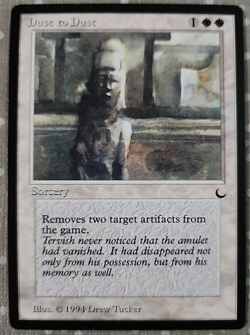 Dust to Dust 1
Sorcery
Removes two target artifacts from
the game.
Tervish never noticed that the amulet
had vanished. It had disappeared not
only from his possession, but from his
memory as well.
Illus. © 1994 Drew Tucker